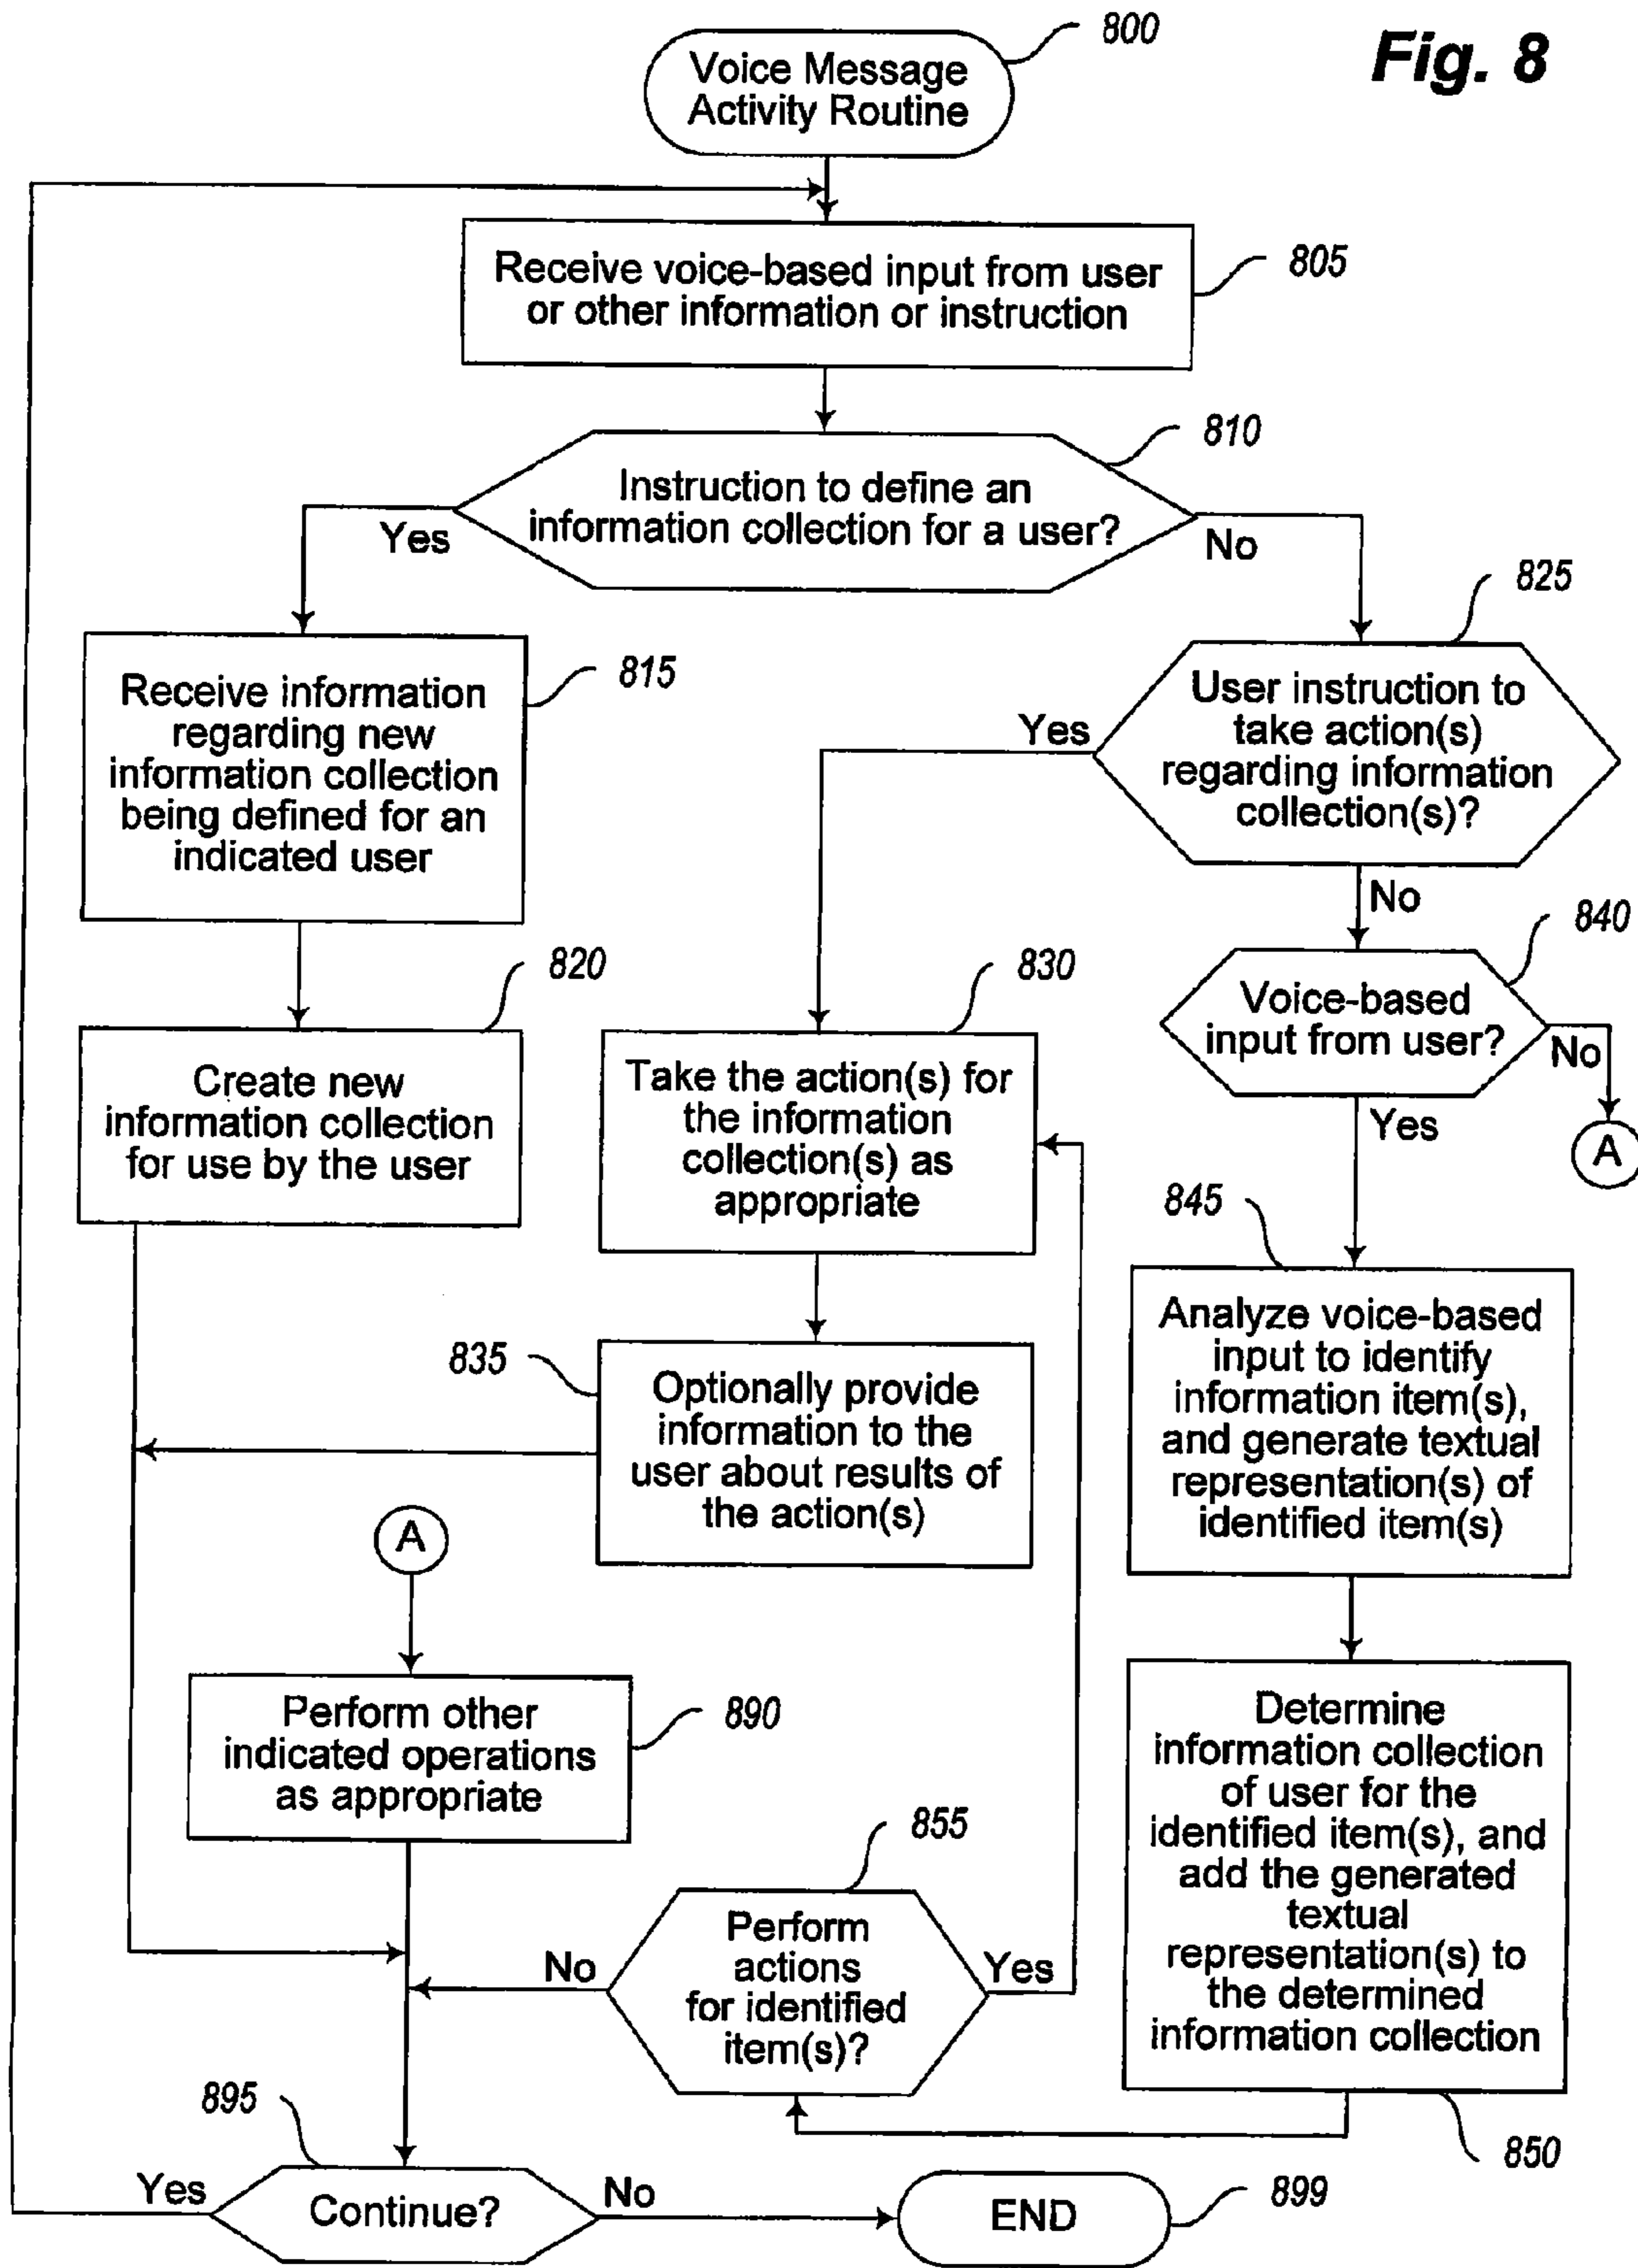 Fig. 8
800
Voice Message
Activity Routine
Receive voice-based input from user
or other information or instruction
805
810
Instruction to define an
information collection for a user?
Yes
No
815
Receive information
regarding new
information collection
being defined for an
indicated user
825
User instruction to
take action(s)
regarding information
collection(s)?
Yes
No
820
Create new
information collection
for use by the user
830
Take the action(s) for
the information
collection(s) as
appropriate
840
Voice-based
input from user?
No
A
Yes
835
Optionally provide
information to the
user about results of
the action(s)
845
Analyze voice-based
input to identify
information item(s),
and generate textual
representation(s) of
identified item(s)
A
Perform other
indicated operations
as appropriate
890
Determine
information collection
of user for the
identified item(s), and
add the generated
textual
representation(s) to
the determined
information collection
850
855
Perform
actions
for identified
item(s)?
No
Yes
895
Continue?
Yes
No
END
899